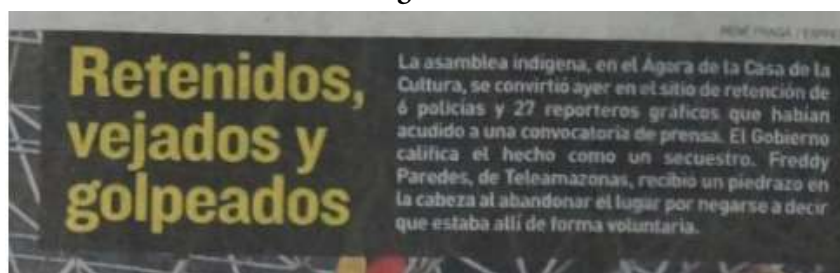 Retenidos,
vejados y
golpeados
La asamblea indígena, en el Ágora de la Casa de la
Cultura, se convirtió ayer en el sitio de retención de
6 policías y 27 reporteros gráficos que habían
acudido a una convocatoria de prensa. El Gobierno
califica el hecho como un secuestro. Freddy
Paredes, de Teleamazonas, recibió un piedrazo en
la cabeza al abandonar el lugar por negarse a decir
que estaba allí de forma voluntaria.